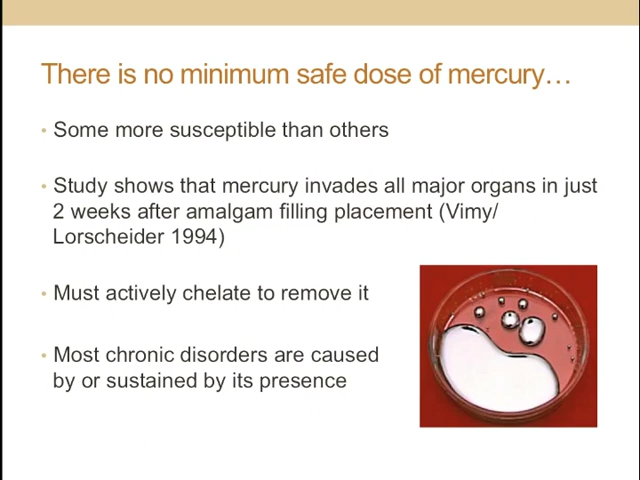 There is no minimum safe dose of mercury…
• Some more susceptible than others
• Study shows that mercury invades all major organs in just
2 weeks after amalgam filling placement (Vimy/
Lorscheider 1994)
• Must actively chelate to remove it
• Most chronic disorders are caused
by or sustained by its presence